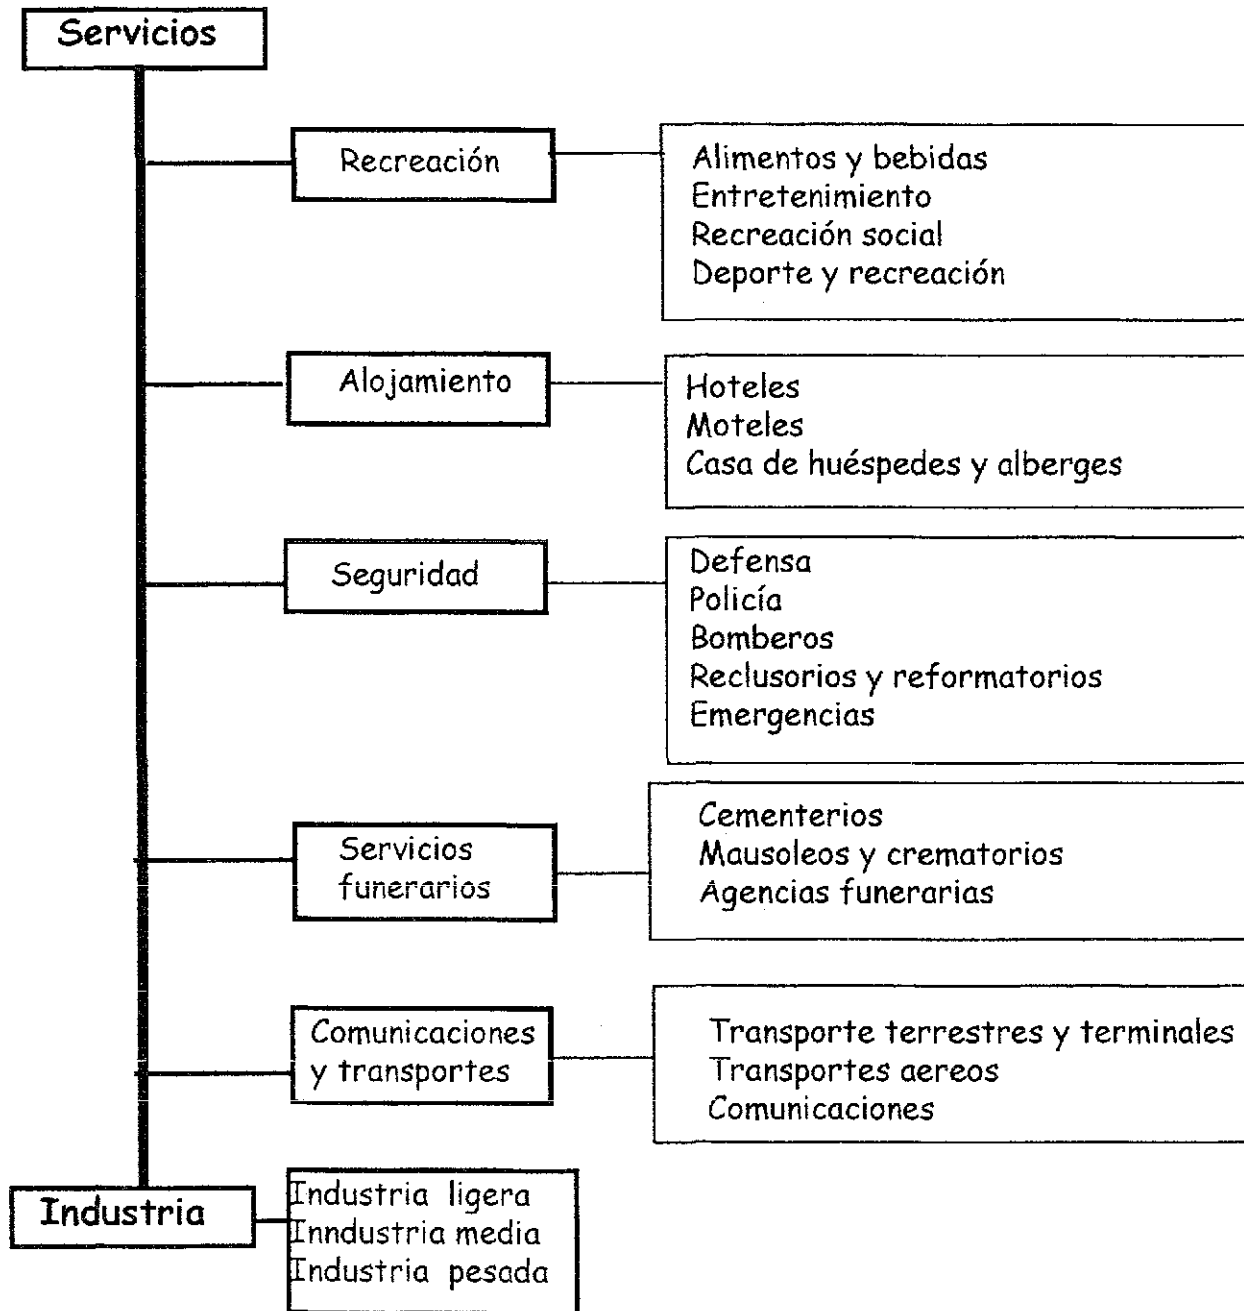 Servicios
Recreación
Alimentos y bebidas
Entretenimiento
Recreación social
Deporte y recreación
Alojamiento
Hoteles
Moteles
Casa de huéspedes y alberges
Seguridad
Defensa
Policía
Bomberos
Reclusorios y reformatorios
Emergencias
Servicios
funerarios
Cementerios
Mausoleos y crematorios
Agencias funerarias
Comunicaciones
y transportes
Transporte terrestres y terminales
Transportes aereos
Comunicaciones
Industria
Industria ligera
Inndustria media
Industria pesada